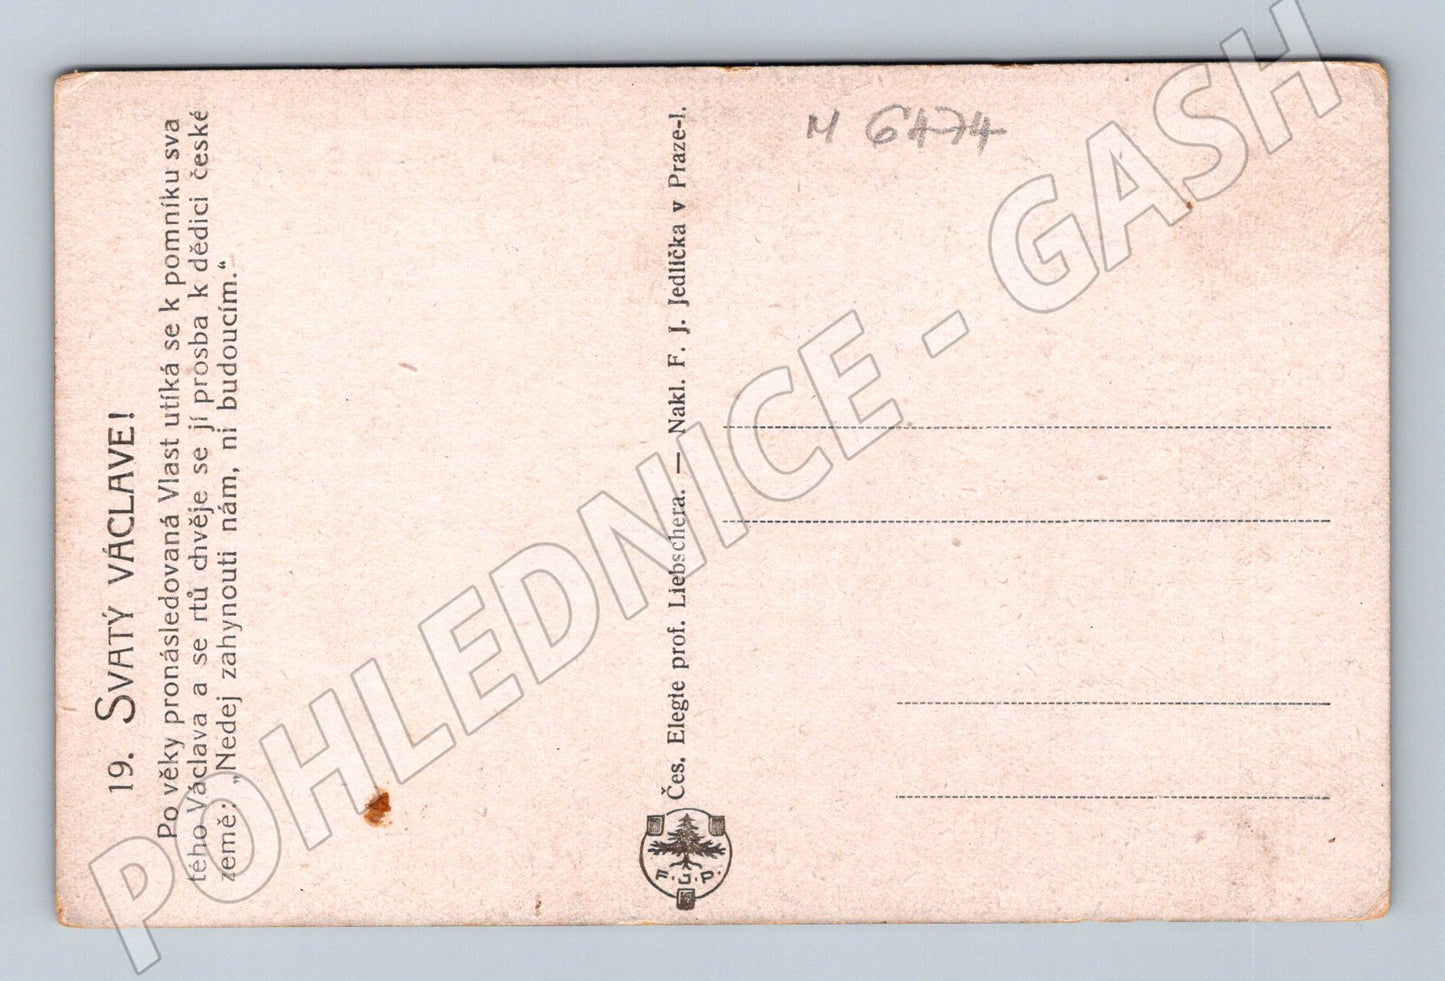 19. SVATÝ VÁCLAVE!
Po věky pronásledovaná Vlast utíká se k pomníku sva
tého Václava a se rtů chvěje se jí prosba k dědici české
země: „Nedej zahynouti nám, ni budoucím.“
Čes. Elegie prof. Liebschera. — Nakl. F. J. Jedlička v Praze-I.
F. G. P.
M 6474
POHLEDNICE - GASH